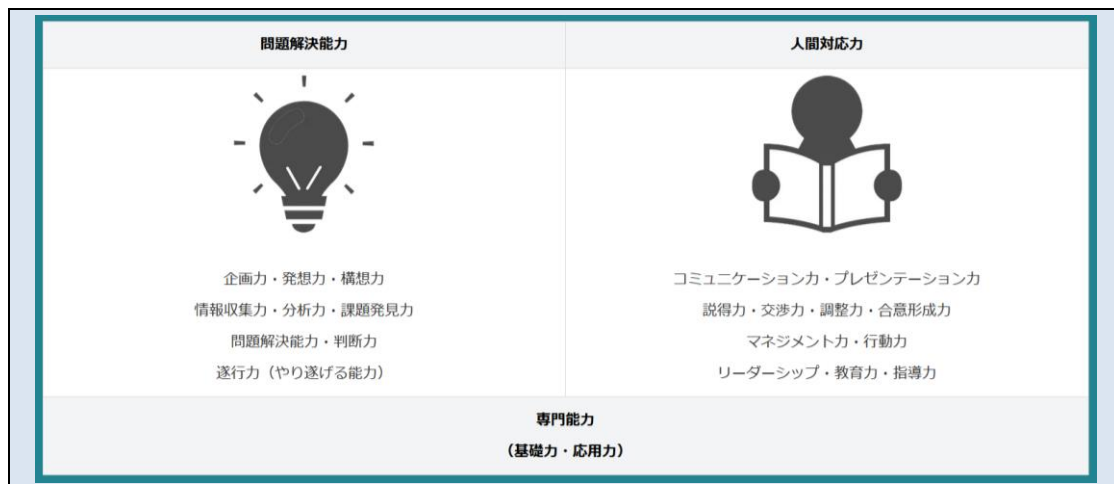 問題解決能力
人間対応力
企画力・発想力・構想力
情報収集力・分析力・課題発見力
問題解決能力・判断力
遂行力（やり遂げる能力）
コミュニケーション力・プレゼンテーション力
説得力・交渉力・調整力・合意形成力
マネジメント力・行動力
リーダーシップ・教育力・指導力
専門能力
（基礎力・応用力）